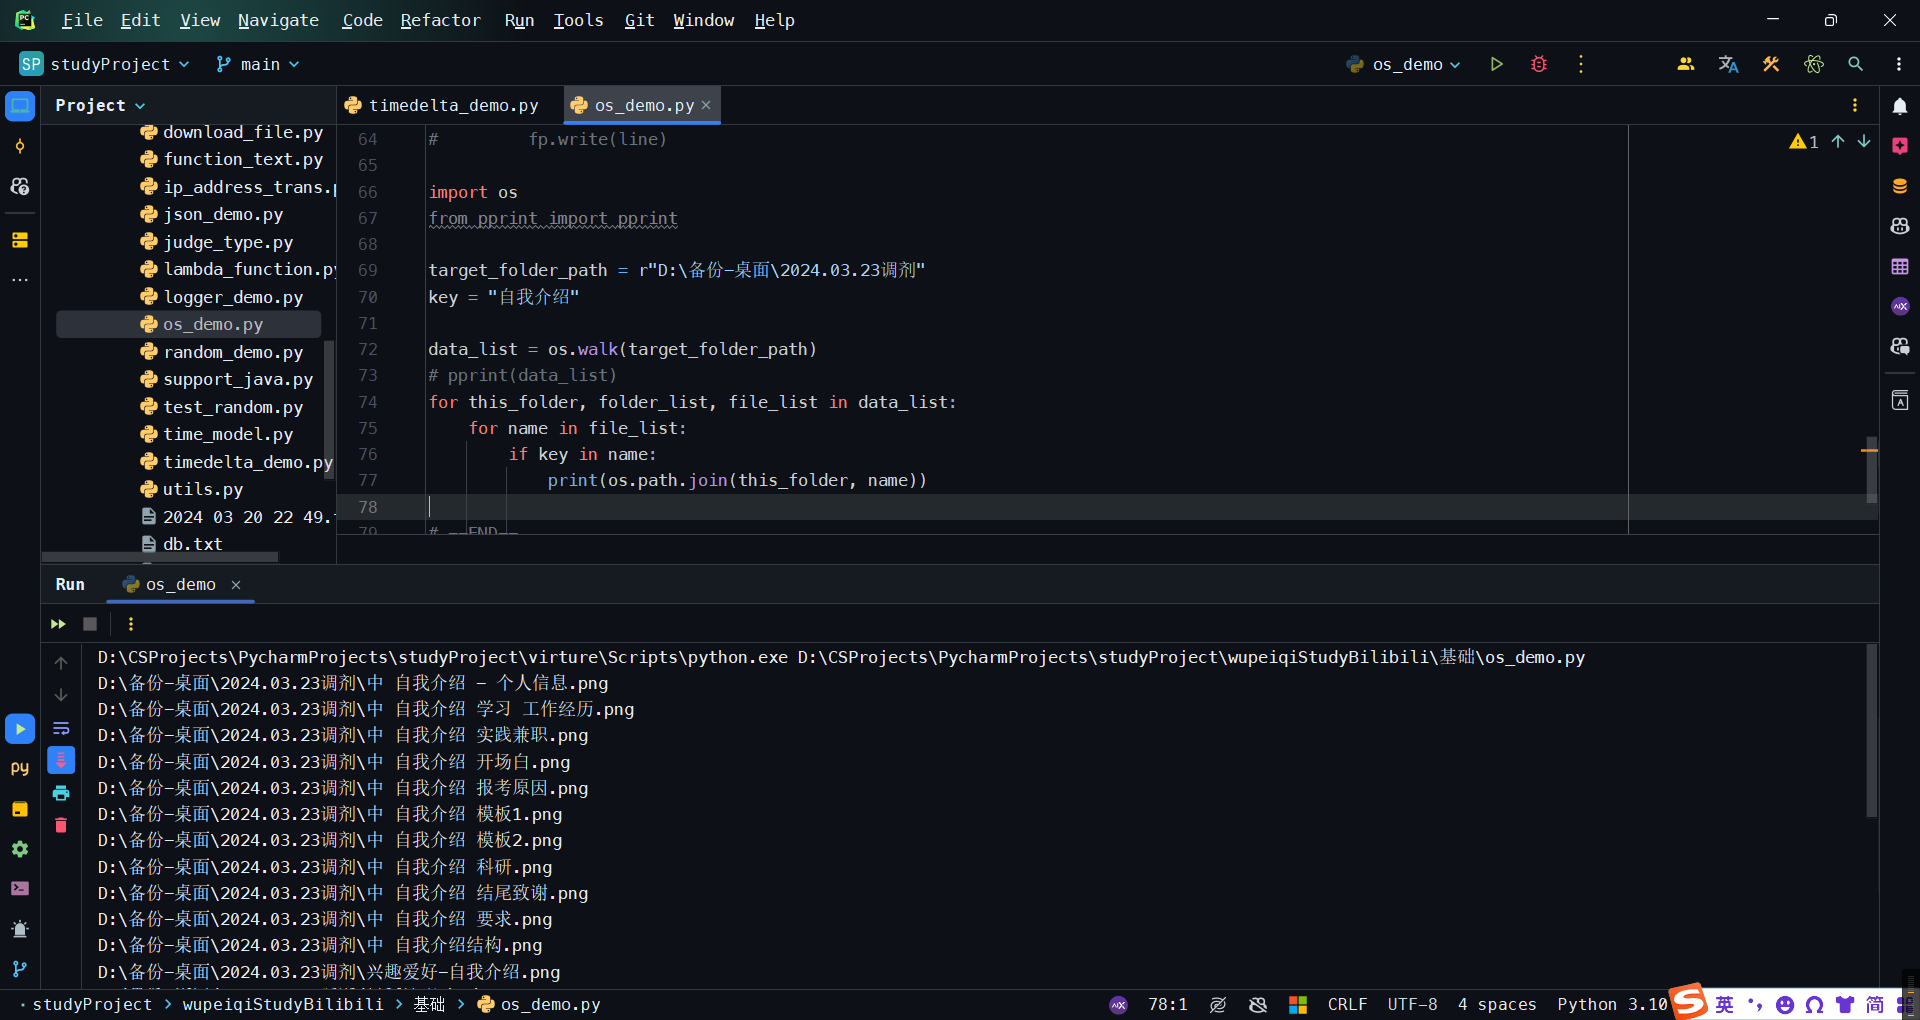 File Edit View Navigate Code Refactor Run Tools Git Window Help
SP studyProject main os_demo
Project
timedelta_demo.py os_demo.py
download_file.py
function_text.py
ip_address_trans.p
json_demo.py
judge_type.py
lambda_function.py
logger_demo.py
os_demo.py
random_demo.py
support_java.py
test_random.py
time_model.py
timedelta_demo.py
utils.py
2024 03 20 22 49.
db.txt
64 # fp.write(line)
65
66 import os
67 from pprint import pprint
68
69 target_folder_path = r"D:\备份-桌面\2024.03.23调剂"
70 key = "自我介绍"
71
72 data_list = os.walk(target_folder_path)
73 # pprint(data_list)
74 for this_folder, folder_list, file_list in data_list:
75 for name in file_list:
76 if key in name:
77 print(os.path.join(this_folder, name))
78
79 # --END--
1
Run os_demo
D:\CSProjects\PycharmProjects\studyProject\virture\Scripts\python.exe D:\CSProjects\PycharmProjects\studyProject\wupeiqiStudyBilibili\基础\os_demo.py
D:\备份-桌面\2024.03.23调剂\中 自我介绍 - 个人信息.png
D:\备份-桌面\2024.03.23调剂\中 自我介绍 学习 工作经历.png
D:\备份-桌面\2024.03.23调剂\中 自我介绍 实践兼职.png
D:\备份-桌面\2024.03.23调剂\中 自我介绍 开场白.png
D:\备份-桌面\2024.03.23调剂\中 自我介绍 报考原因.png
D:\备份-桌面\2024.03.23调剂\中 自我介绍 模板1.png
D:\备份-桌面\2024.03.23调剂\中 自我介绍 模板2.png
D:\备份-桌面\2024.03.23调剂\中 自我介绍 科研.png
D:\备份-桌面\2024.03.23调剂\中 自我介绍 结尾致谢.png
D:\备份-桌面\2024.03.23调剂\中 自我介绍 要求.png
D:\备份-桌面\2024.03.23调剂\中 自我介绍结构.png
D:\备份-桌面\2024.03.23调剂\兴趣爱好-自我介绍.png
studyProject > wupeiqiStudyBilibili > 基础 > os_demo.py
78:1 CRLF UTF-8 4 spaces Python 3.10
英 简